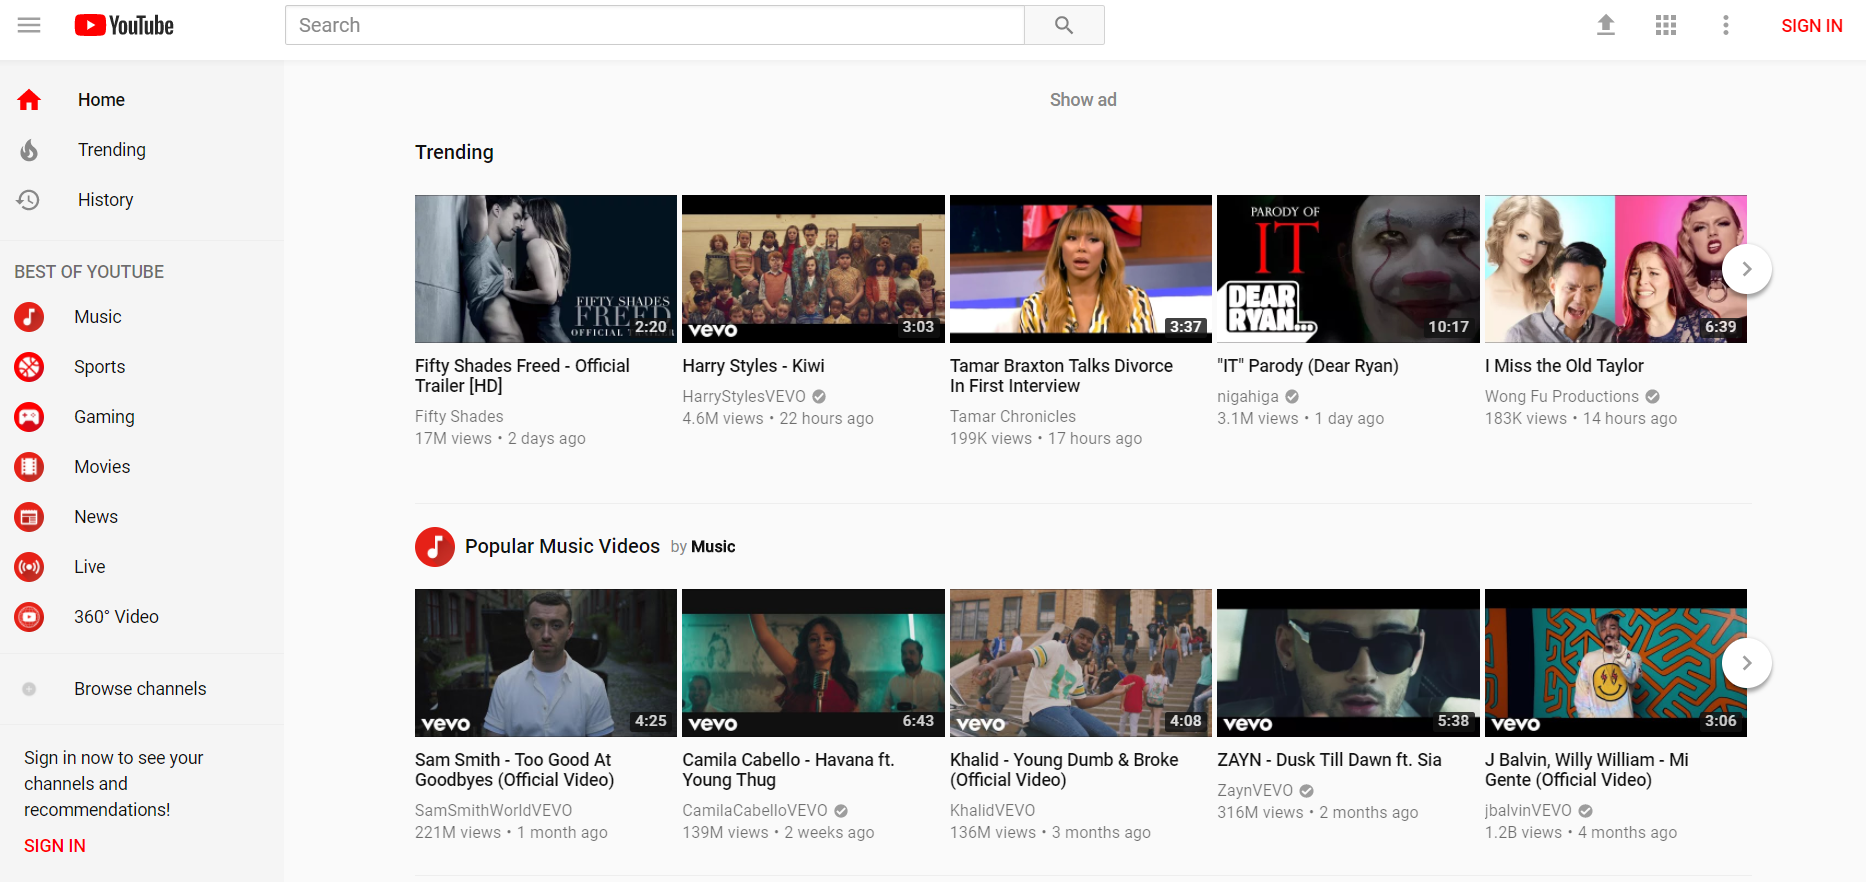 YouTube
Search
SIGN IN
Home
Trending
History
BEST OF YOUTUBE
Music
Sports
Gaming
Movies
News
Live
360° Video
Browse channels
Sign in now to see your
channels and
recommendations!
SIGN IN
Show ad
Trending
FIFTY SHADES
FREED
OFFICIAL
2:20
vevo
3:03
3:37
PARODY OF
IT
DEAR
RYAN...
10:17
6:39
Fifty Shades Freed - Official
Trailer [HD]
Fifty Shades
17M views • 2 days ago
Harry Styles - Kiwi
HarryStylesVEVO
4.6M views • 22 hours ago
Tamar Braxton Talks Divorce
In First Interview
Tamar Chronicles
199K views • 17 hours ago
"IT" Parody (Dear Ryan)
nigahiga
3.1M views • 1 day ago
I Miss the Old Taylor
Wong Fu Productions
183K views • 14 hours ago
Popular Music Videos by Music
vevo
4:25
vevo
6:43
vevo
4:08
vevo
5:38
vevo
3:06
Sam Smith - Too Good At
Goodbyes (Official Video)
SamSmithWorldVEVO
221M views • 1 month ago
Camila Cabello - Havana ft.
Young Thug
CamilaCabelloVEVO
139M views • 2 weeks ago
Khalid - Young Dumb & Broke
(Official Video)
KhalidVEVO
136M views • 3 months ago
ZAYN - Dusk Till Dawn ft. Sia
ZaynVEVO
316M views • 2 months ago
J Balvin, Willy William - Mi
Gente (Official Video)
jbalvinVEVO
1.2B views • 4 months ago